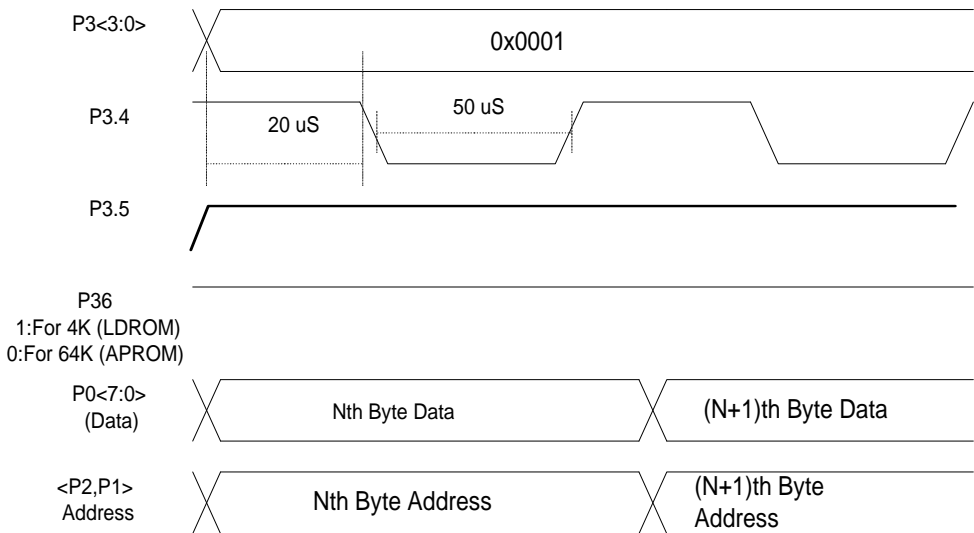 P3<3:0>
0x0001
P3.4
20 uS
50 uS
P3.5
P36
1:For 4K (LDROM)
0:For 64K (APROM)
P0<7:0>
(Data)
Nth Byte Data
(N+1)th Byte Data
<P2,P1>
Address
Nth Byte Address
(N+1)th Byte
Address